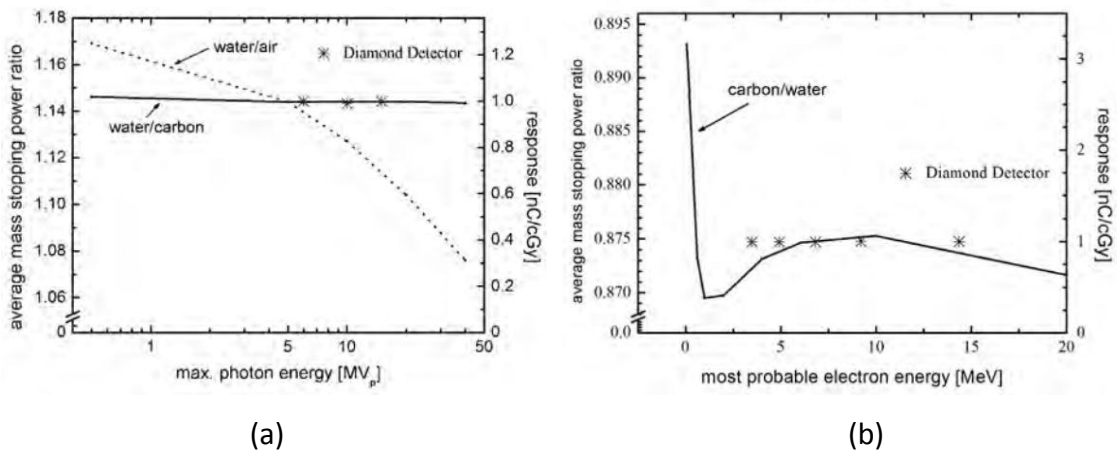 1.18
1.16
1.14
1.12
1.10
1.08
1.06
0
average mass stopping power ratio
water/air
Diamond Detector
water/carbon
1.2
1.0
0.8
0.6
0.4
0.2
0
response [nC/cGy]
1 5 10 50
max. photon energy [MVp]
(a)
0.895
0.890
0.885
0.880
0.875
0.870
0.0
average mass stopping power ratio
carbon/water
Diamond Detector
3
2
1
0
response [nC/cGy]
0 5 10 15 20
most probable electron energy [MeV]
(b)